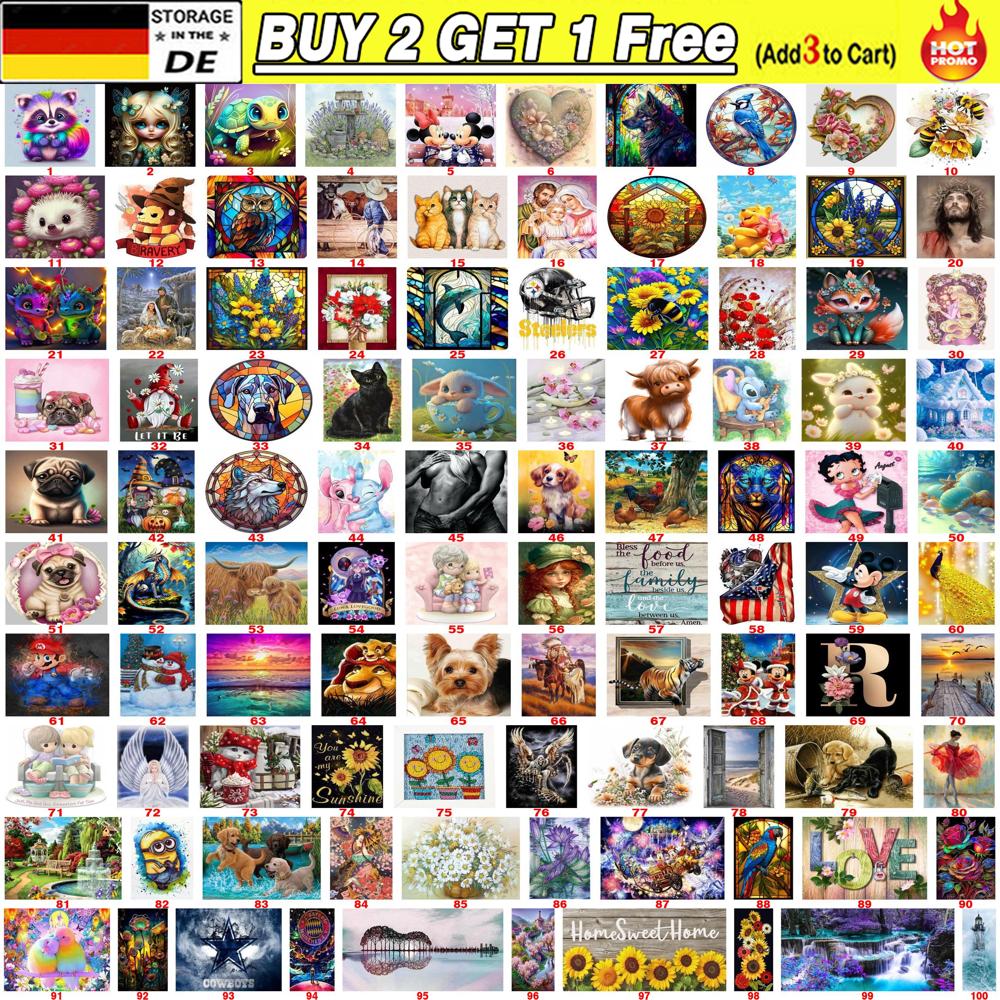 STORAGE
IN THE
DE
BUY 2 GET 1 Free
(Add 3 to Cart)
HOT
PROMO
1 2 3 4 5 6 7 8 9 10
BRAVERY
11 12 13 14 15 16 17 18 19 20
Steelers
21 22 23 24 25 26 27 28 29 30
LET IT BE
31 32 33 34 35 36 37 38 39 40
August
41 42 43 44 45 46 47 48 49 50
Bless
the food
before us,
the
family
beside us
and the
love
between us.
Amen.
LUNA LOVEGOOD
51 52 53 54 55 56 57 58 59 60
R
61 62 63 64 65 66 67 68 69 70
You
are
my
Sunshine
71 72 73 74 75 76 77 78 79 80
LOVE
81 82 83 84 85 86 87 88 89 90
Home Sweet Home
COWBOYS
91 92 93 94 95 96 97 98 99 100